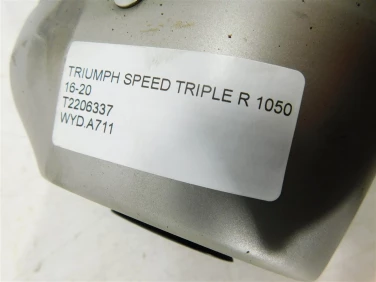 TRIUMPH SPEED TRIPLE R 1050
16-20
T2206337
WYD.A711